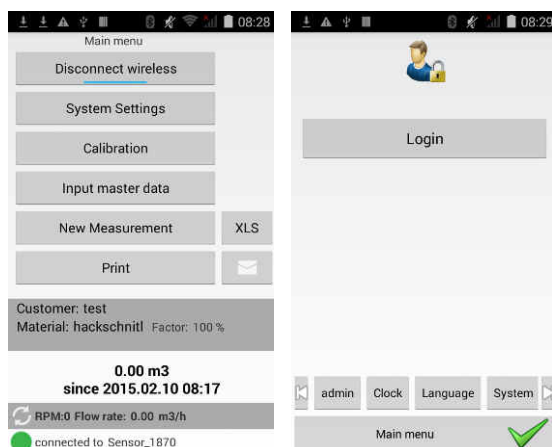 08:28
Main menu
Disconnect wireless
System Settings
Calibration
Input master data
New Measurement
XLS
Print
Customer: test
Material: hackschnitl Factor: 100 %
0.00 m3
since 2015.02.10 08:17
RPM:0 Flow rate: 0.00 m3/h
connected to Sensor_1870
08:29
Login
admin
Clock
Language
System
Main menu